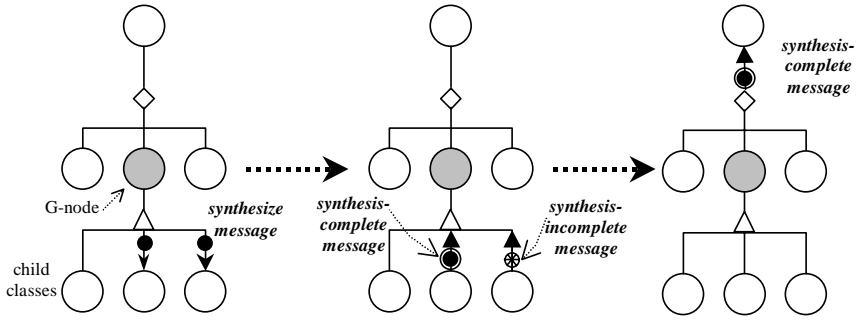 G-node
synthesize
message
child
classes
synthesis-
complete
message
synthesis-
incomplete
message
synthesis-
complete
message